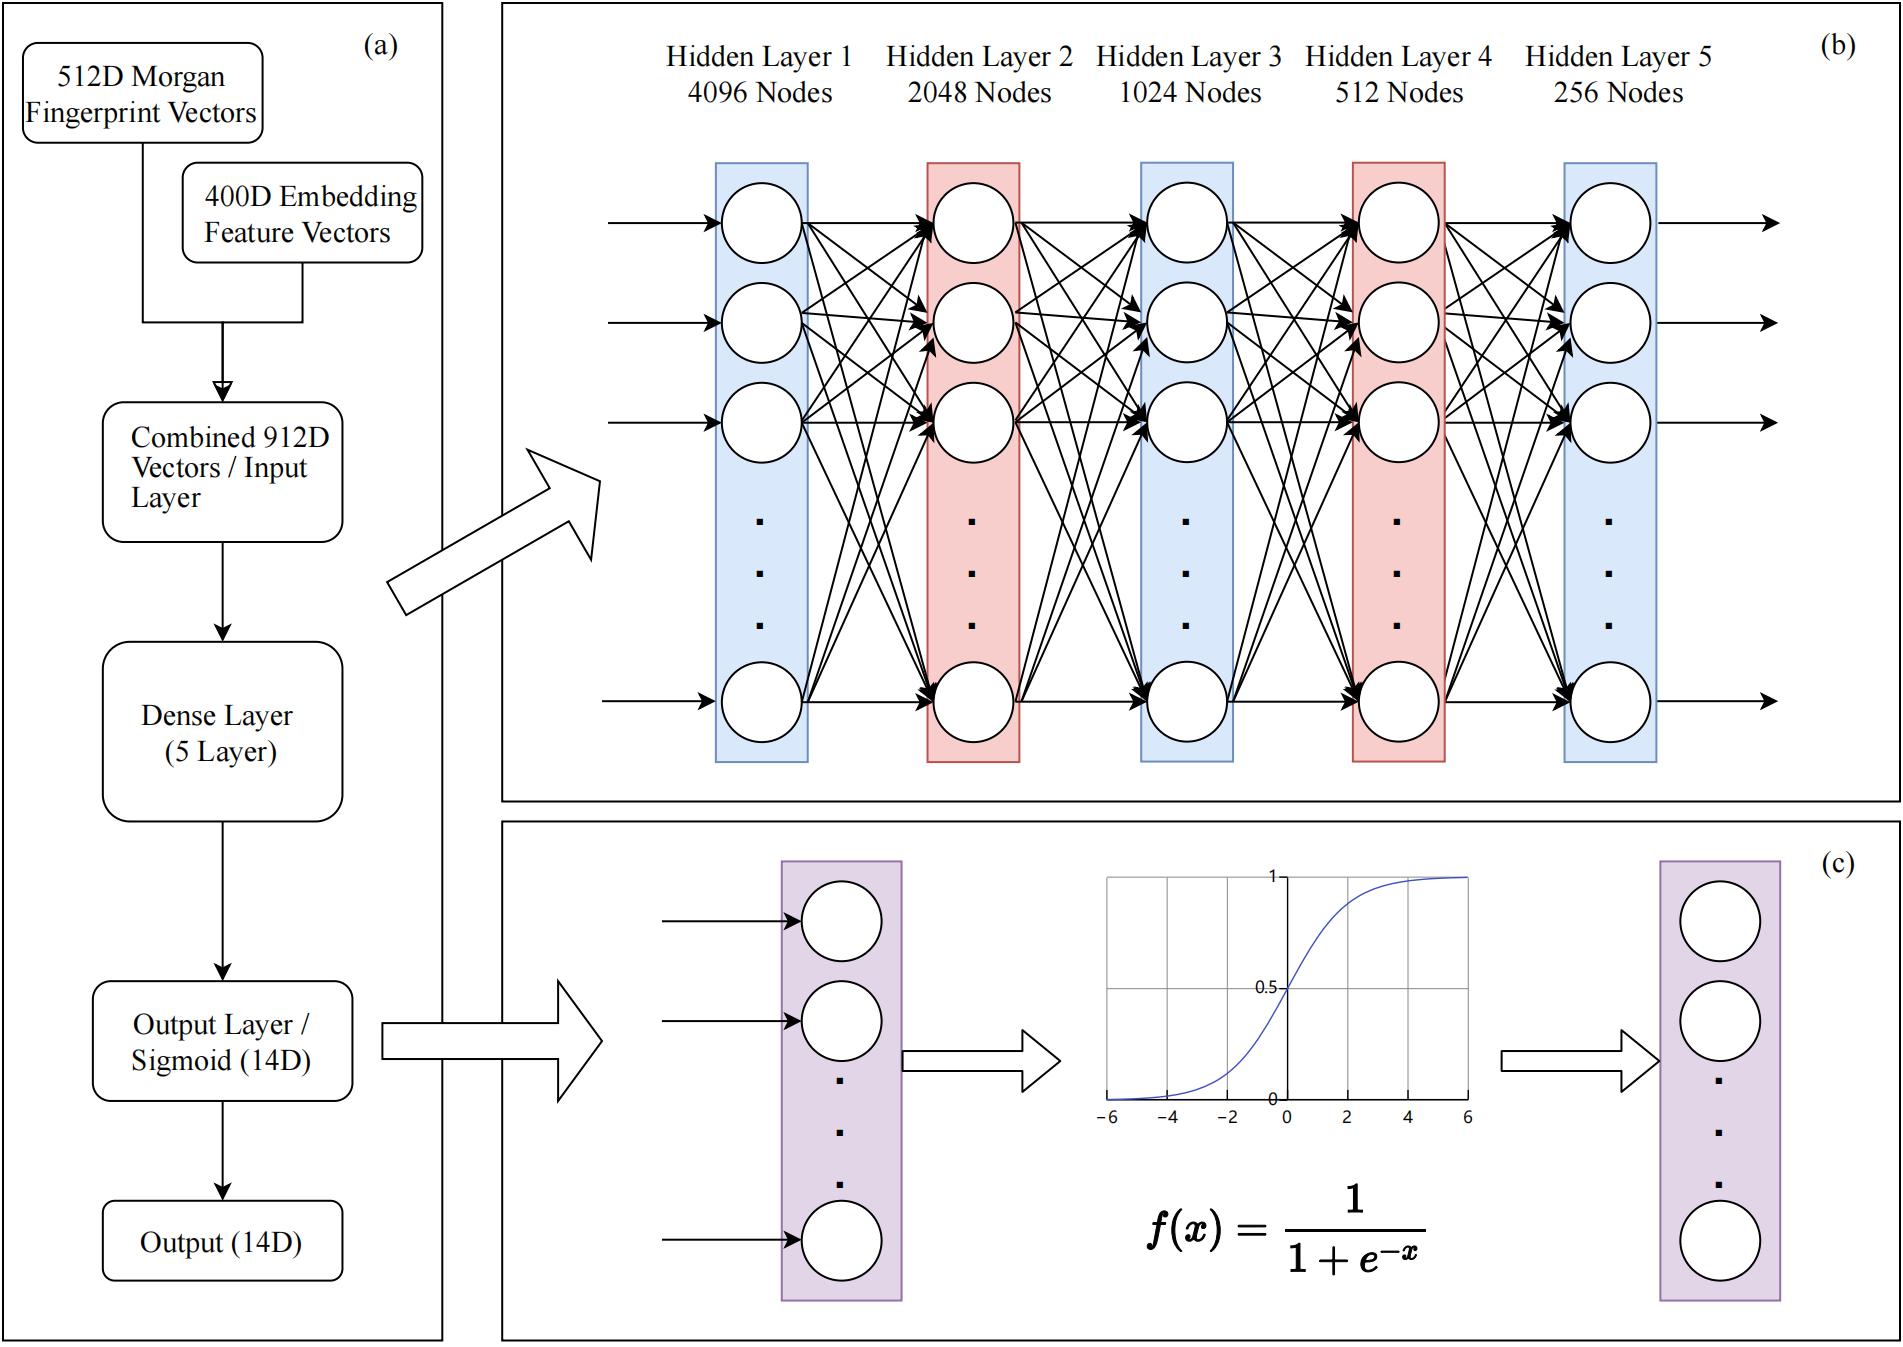 (a)
512D Morgan
Fingerprint Vectors
400D Embedding
Feature Vectors
Combined 912D
Vectors / Input
Layer
Dense Layer
(5 Layer)
Output Layer /
Sigmoid (14D)
Output (14D)
(b)
Hidden Layer 1
4096 Nodes
Hidden Layer 2
2048 Nodes
Hidden Layer 3
1024 Nodes
Hidden Layer 4
512 Nodes
Hidden Layer 5
256 Nodes
(c)
1
0.5
0
−6 −4 −2 0 2 4 6
f(x) = 1 / (1 + e^{−x})